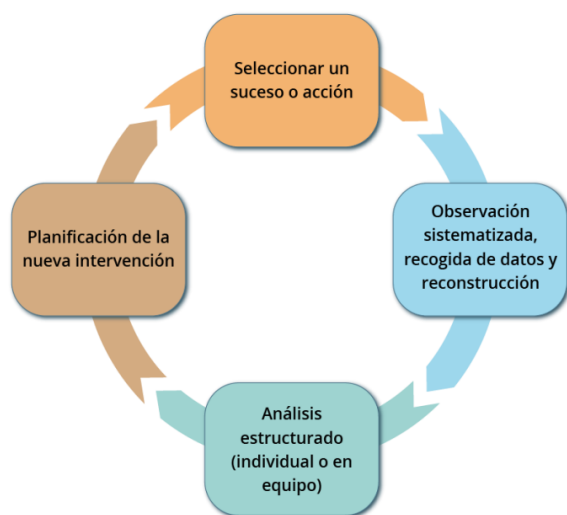 Seleccionar un
suceso o acción
Observación
sistematizada,
recogida de datos y
reconstrucción
Análisis
estructurado
(individual o en
equipo)
Planificación de la
nueva intervención